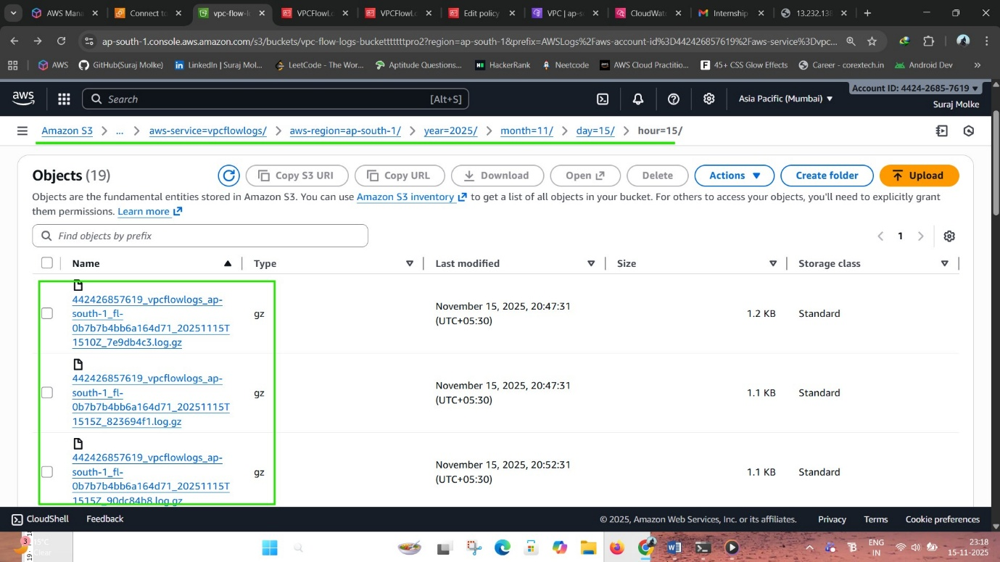 AWS Mana
Connect to
vpc-flow-l
VPCFlowLo
VPCFlowLo
Edit policy
VPC | ap-s
CloudWat
Internship
13.232.138
ap-south-1.console.aws.amazon.com/s3/buckets/vpc-flow-logs-buckettttttttpro2?region=ap-south-1&prefix=AWSLogs%2Faws-account-id%3D442426857619%2Faws-service%3Dvpc...
AWS
GitHub(Suraj Molke)
LinkedIn | Suraj Mol...
LeetCode - The Wor...
Aptitude Questions...
HackerRank
Neetcode
AWS Cloud Practitio...
45+ CSS Glow Effects
Career - corextech.in
Android Dev
aws
Search
[Alt+S]
Asia Pacific (Mumbai)
Account ID: 4424-2685-7619
Suraj Molke
Amazon S3 > ... > aws-service=vpcflowlogs/ > aws-region=ap-south-1/ > year=2025/ > month=11/ > day=15/ > hour=15/
Objects (19)
Copy S3 URI
Copy URL
Download
Open
Delete
Actions
Create folder
Upload
Objects are the fundamental entities stored in Amazon S3. You can use Amazon S3 inventory to get a list of all objects in your bucket. For others to access your objects, you'll need to explicitly grant
them permissions. Learn more
Find objects by prefix
1
Name
Type
Last modified
Size
Storage class
442426857619_vpcflowlogs_ap-
south-1_fl-
0b7b7b4bb6a164d71_20251115T
1510Z_7e9db4c3.log.gz
gz
November 15, 2025, 20:47:31
(UTC+05:30)
1.2 KB
Standard
442426857619_vpcflowlogs_ap-
south-1_fl-
0b7b7b4bb6a164d71_20251115T
1515Z_823694f1.log.gz
gz
November 15, 2025, 20:47:31
(UTC+05:30)
1.1 KB
Standard
442426857619_vpcflowlogs_ap-
south-1_fl-
0b7b7b4bb6a164d71_20251115T
1515Z_90dc84b8.log.gz
gz
November 15, 2025, 20:52:31
(UTC+05:30)
1.1 KB
Standard
CloudShell
Feedback
© 2025, Amazon Web Services, Inc. or its affiliates.
Privacy
Terms
Cookie preferences
3
15°C
Clear
ENG
IN
23:18
15-11-2025